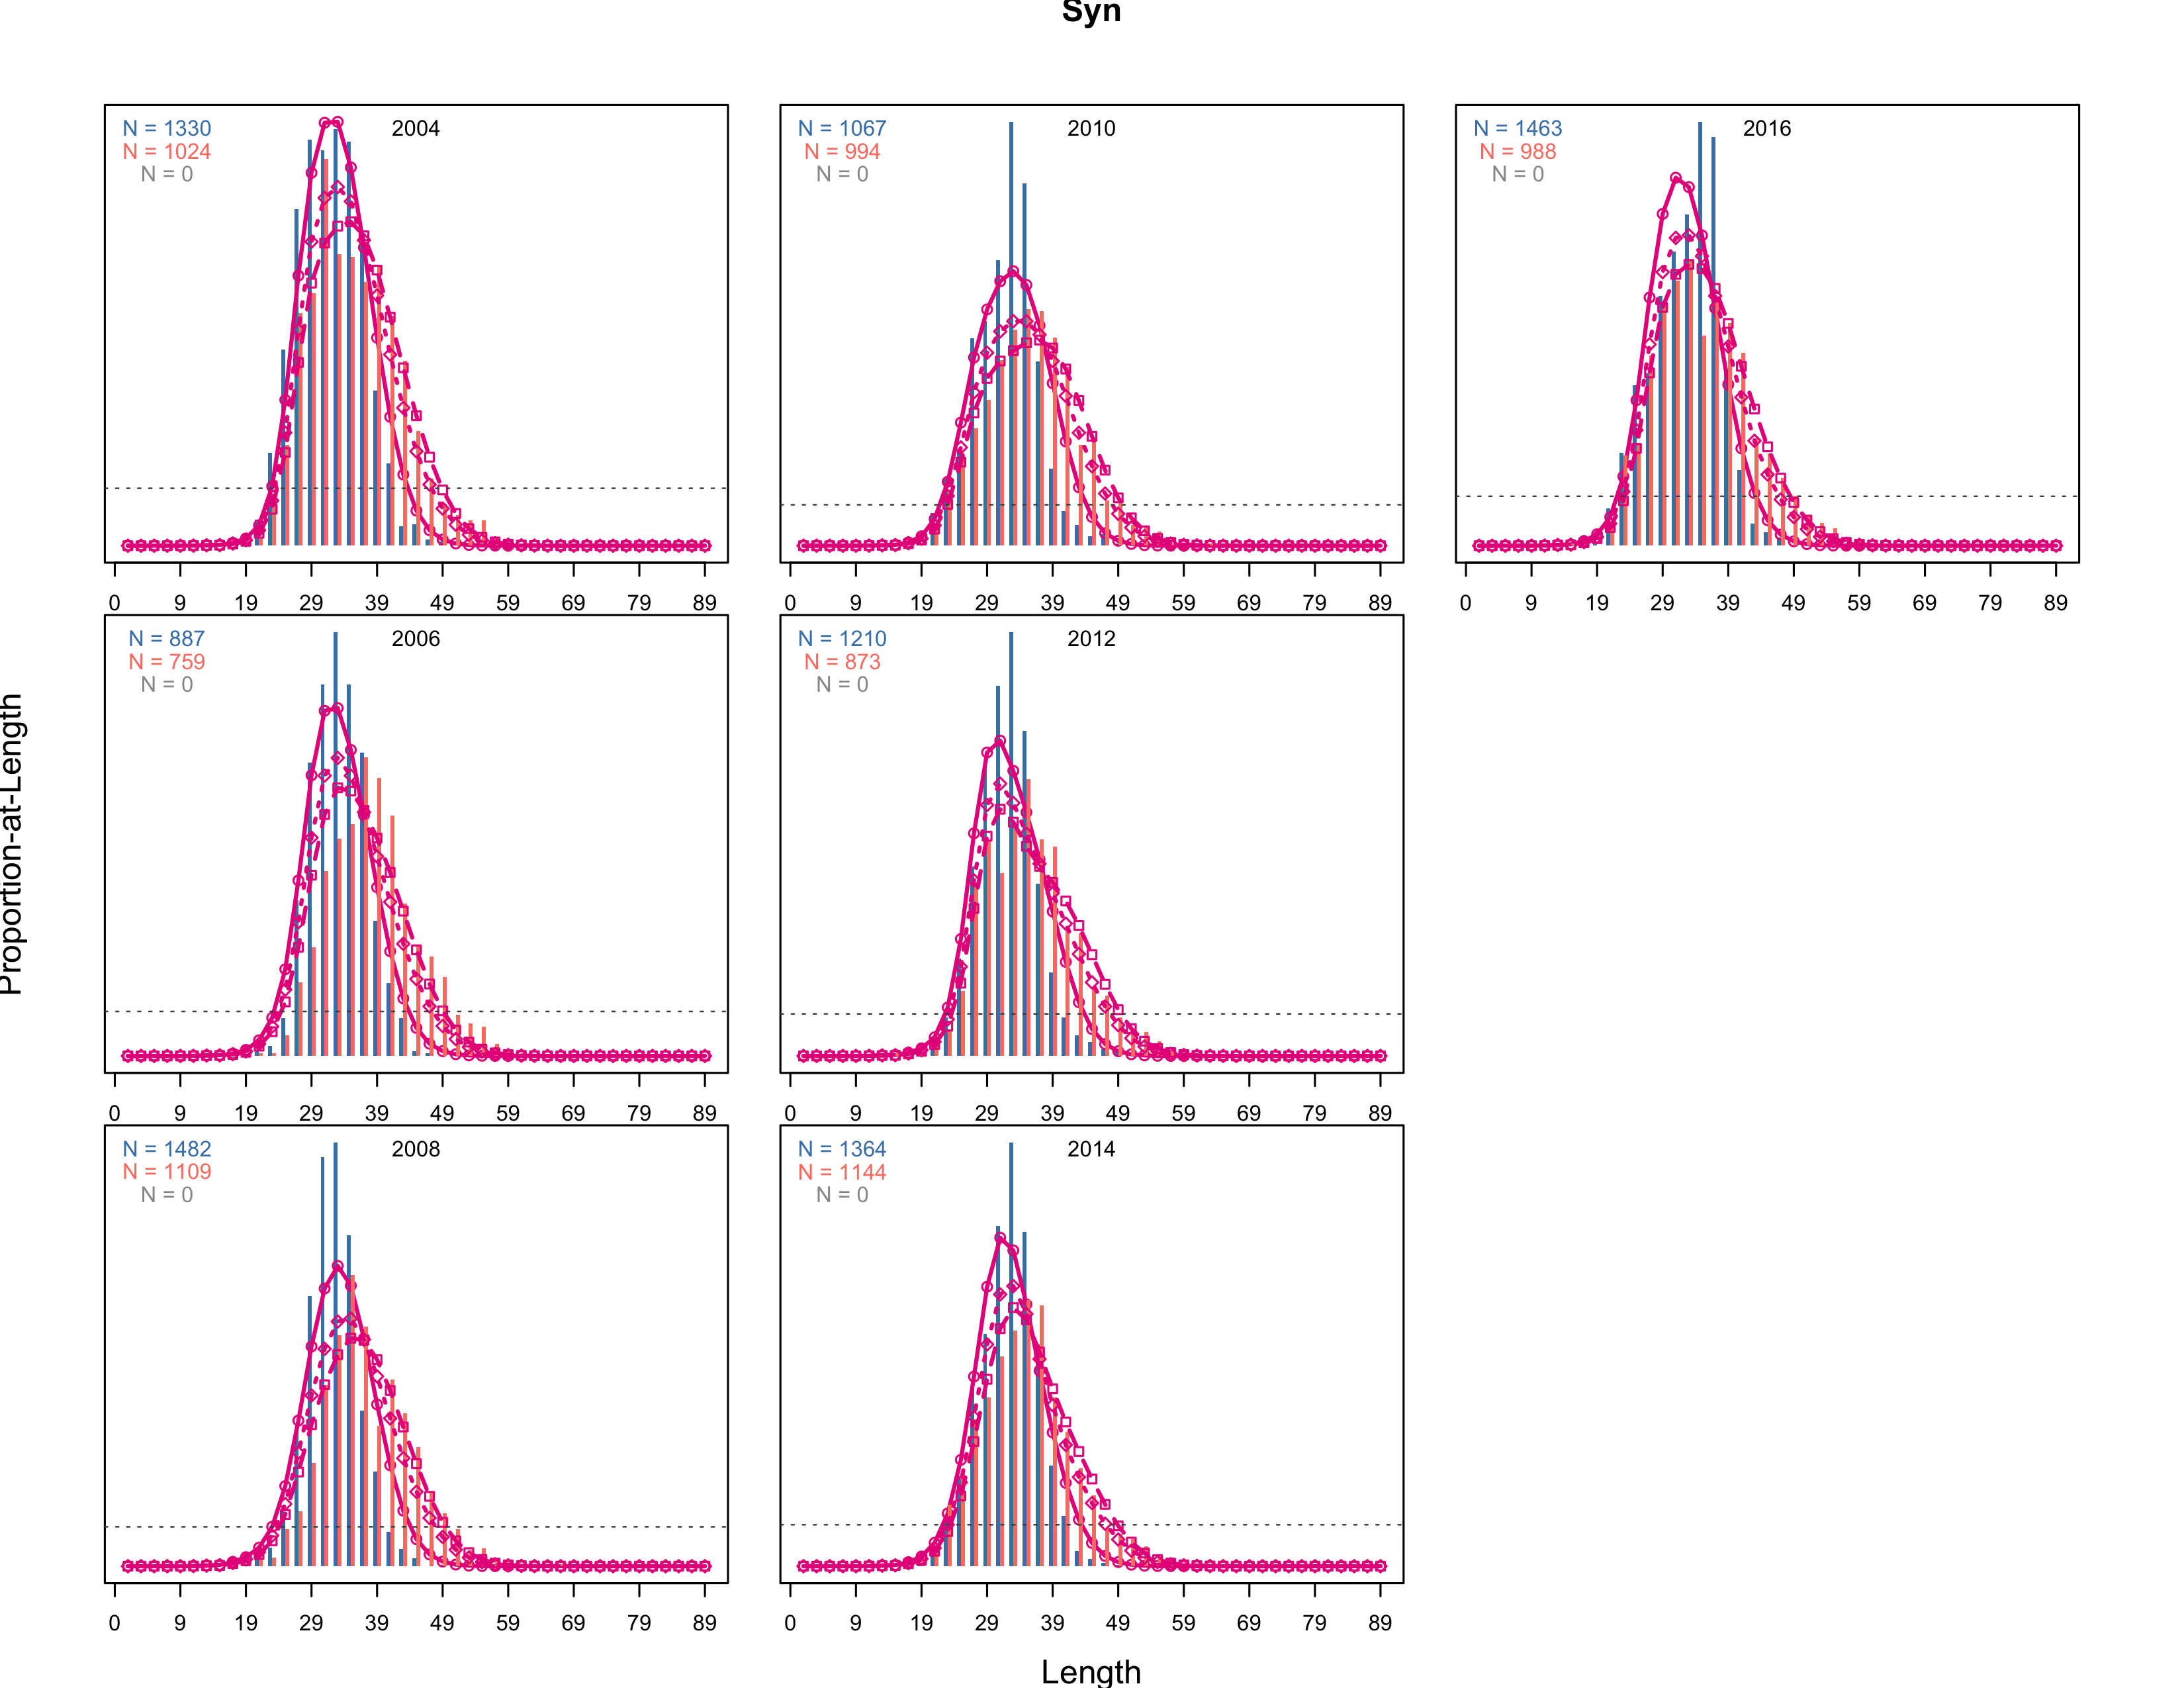 Syn
N = 1330
N = 1024
N = 0
2004
0 9 19 29 39 49 59 69 79 89
N = 1067
N = 994
N = 0
2010
0 9 19 29 39 49 59 69 79 89
N = 1463
N = 988
N = 0
2016
0 9 19 29 39 49 59 69 79 89
N = 887
N = 759
N = 0
2006
0 9 19 29 39 49 59 69 79 89
N = 1210
N = 873
N = 0
2012
0 9 19 29 39 49 59 69 79 89
N = 1482
N = 1109
N = 0
2008
0 9 19 29 39 49 59 69 79 89
N = 1364
N = 1144
N = 0
2014
0 9 19 29 39 49 59 69 79 89
Proportion-at-Length
Length